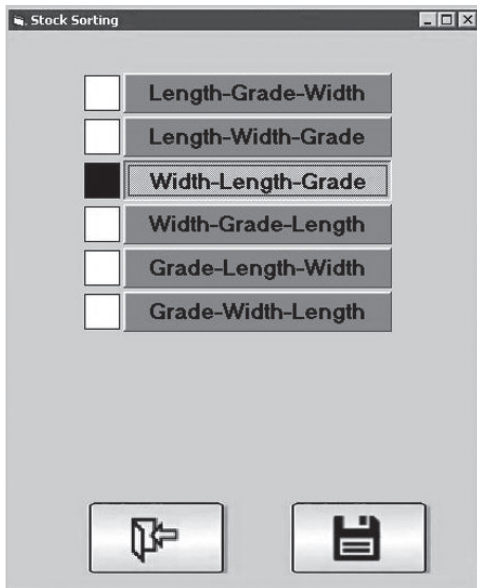 Stock Sorting
Length-Grade-Width
Length-Width-Grade
Width-Length-Grade
Width-Grade-Length
Grade-Length-Width
Grade-Width-Length